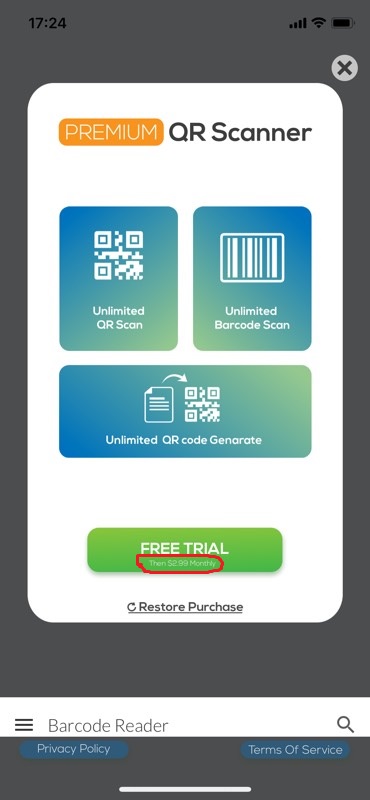 17:24
PREMIUM QR Scanner
Unlimited
QR Scan
Unlimited
Barcode Scan
Unlimited QR code Genarate
FREE TRIAL
Then $2.99 Monthly
Restore Purchase
Barcode Reader
Privacy Policy
Terms Of Service